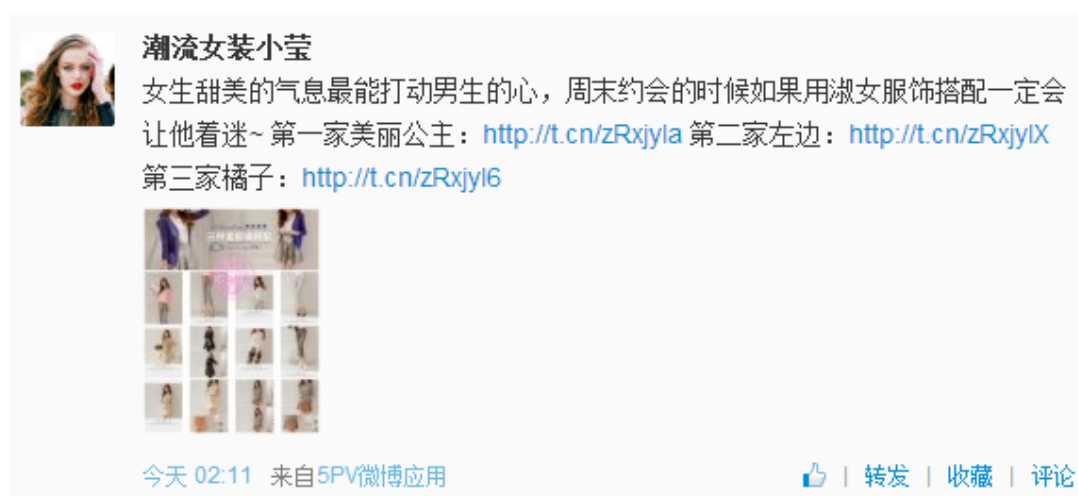 潮流女装小莹
女生甜美的气息最能打动男生的心，周末约会的时候如果用淑女服饰搭配一定会
让他着迷~ 第一家美丽公主：http://t.cn/zRxjyla 第二家左边：http://t.cn/zRxjylX
第三家橘子：http://t.cn/zRxjyl6
今天 02:11 来自5PV微博应用
转发 | 收藏 | 评论